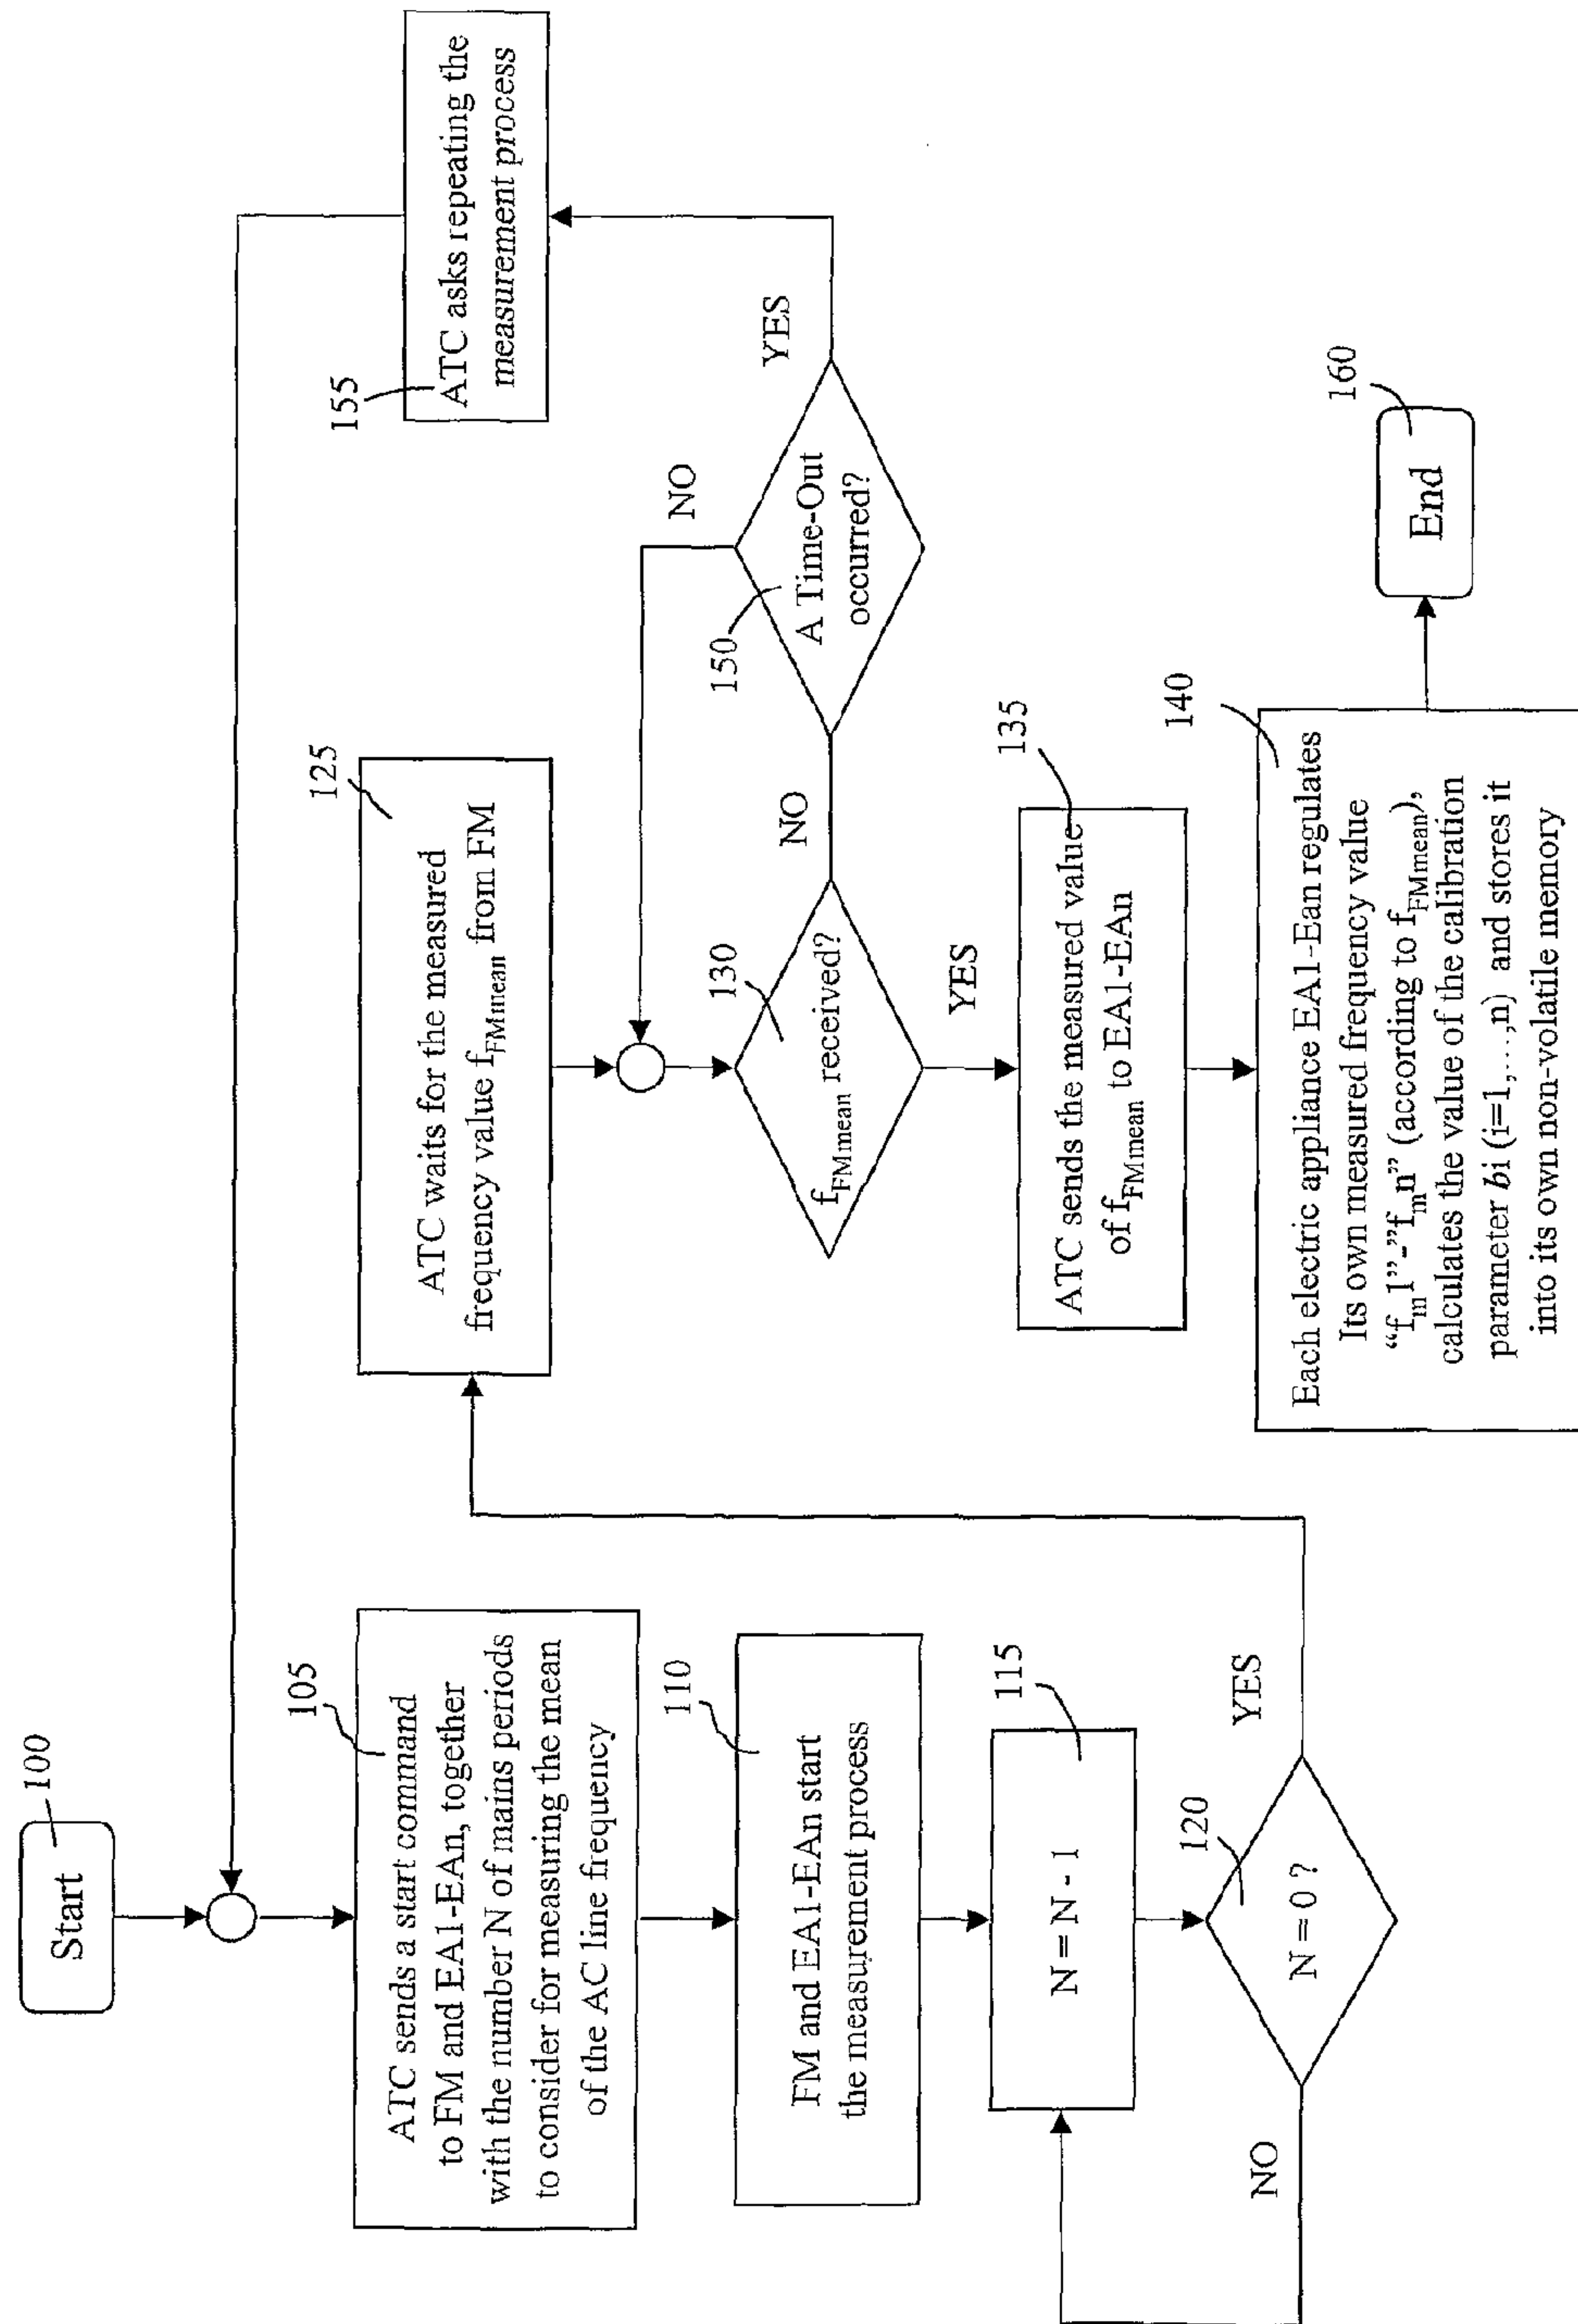 Start
100
105
ATC sends a start command
to FM and EA1-EAn, together
with the number N of mains periods
to consider for measuring the mean
of the AC line frequency
110
FM and EA1-EAn start
the measurement process
115
N = N - 1
120
N = 0 ?
NO
YES
125
ATC waits for the measured
frequency value fFMmean from FM
130
fFMmean received?
NO
YES
150
A Time-Out
occurred?
NO
YES
155
ATC asks repeating the
measurement process
135
ATC sends the measured value
of fFMmean to EA1-EAn
140
Each electric appliance EA1-Ean regulates
Its own measured frequency value
“fm1”-”fmn” (according to fFMmean),
calculates the value of the calibration
parameter bi (i=1,...,n) and stores it
into its own non-volatile memory
160
End